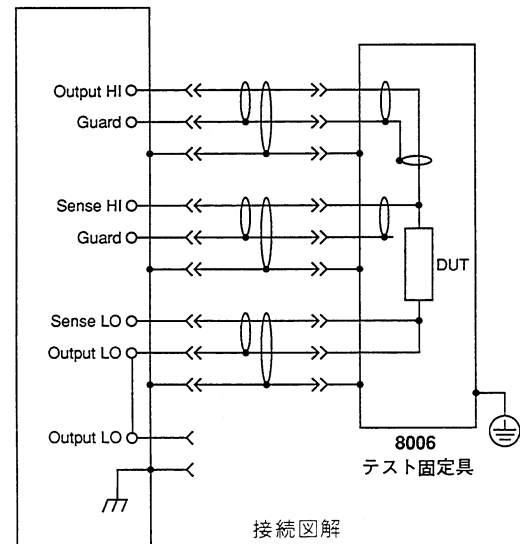 Output HI
Guard
Sense HI
Guard
DUT
Sense LO
Output LO
Output LO
8006
テスト固定具
接続図解